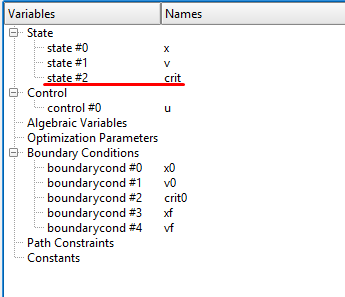 Variables Names
State
state #0 x
state #1 v
state #2 crit
Control
control #0 u
Algebraic Variables
Optimization Parameters
Boundary Conditions
boundarycond #0 x0
boundarycond #1 v0
boundarycond #2 crit0
boundarycond #3 xf
boundarycond #4 vf
Path Constraints
Constants